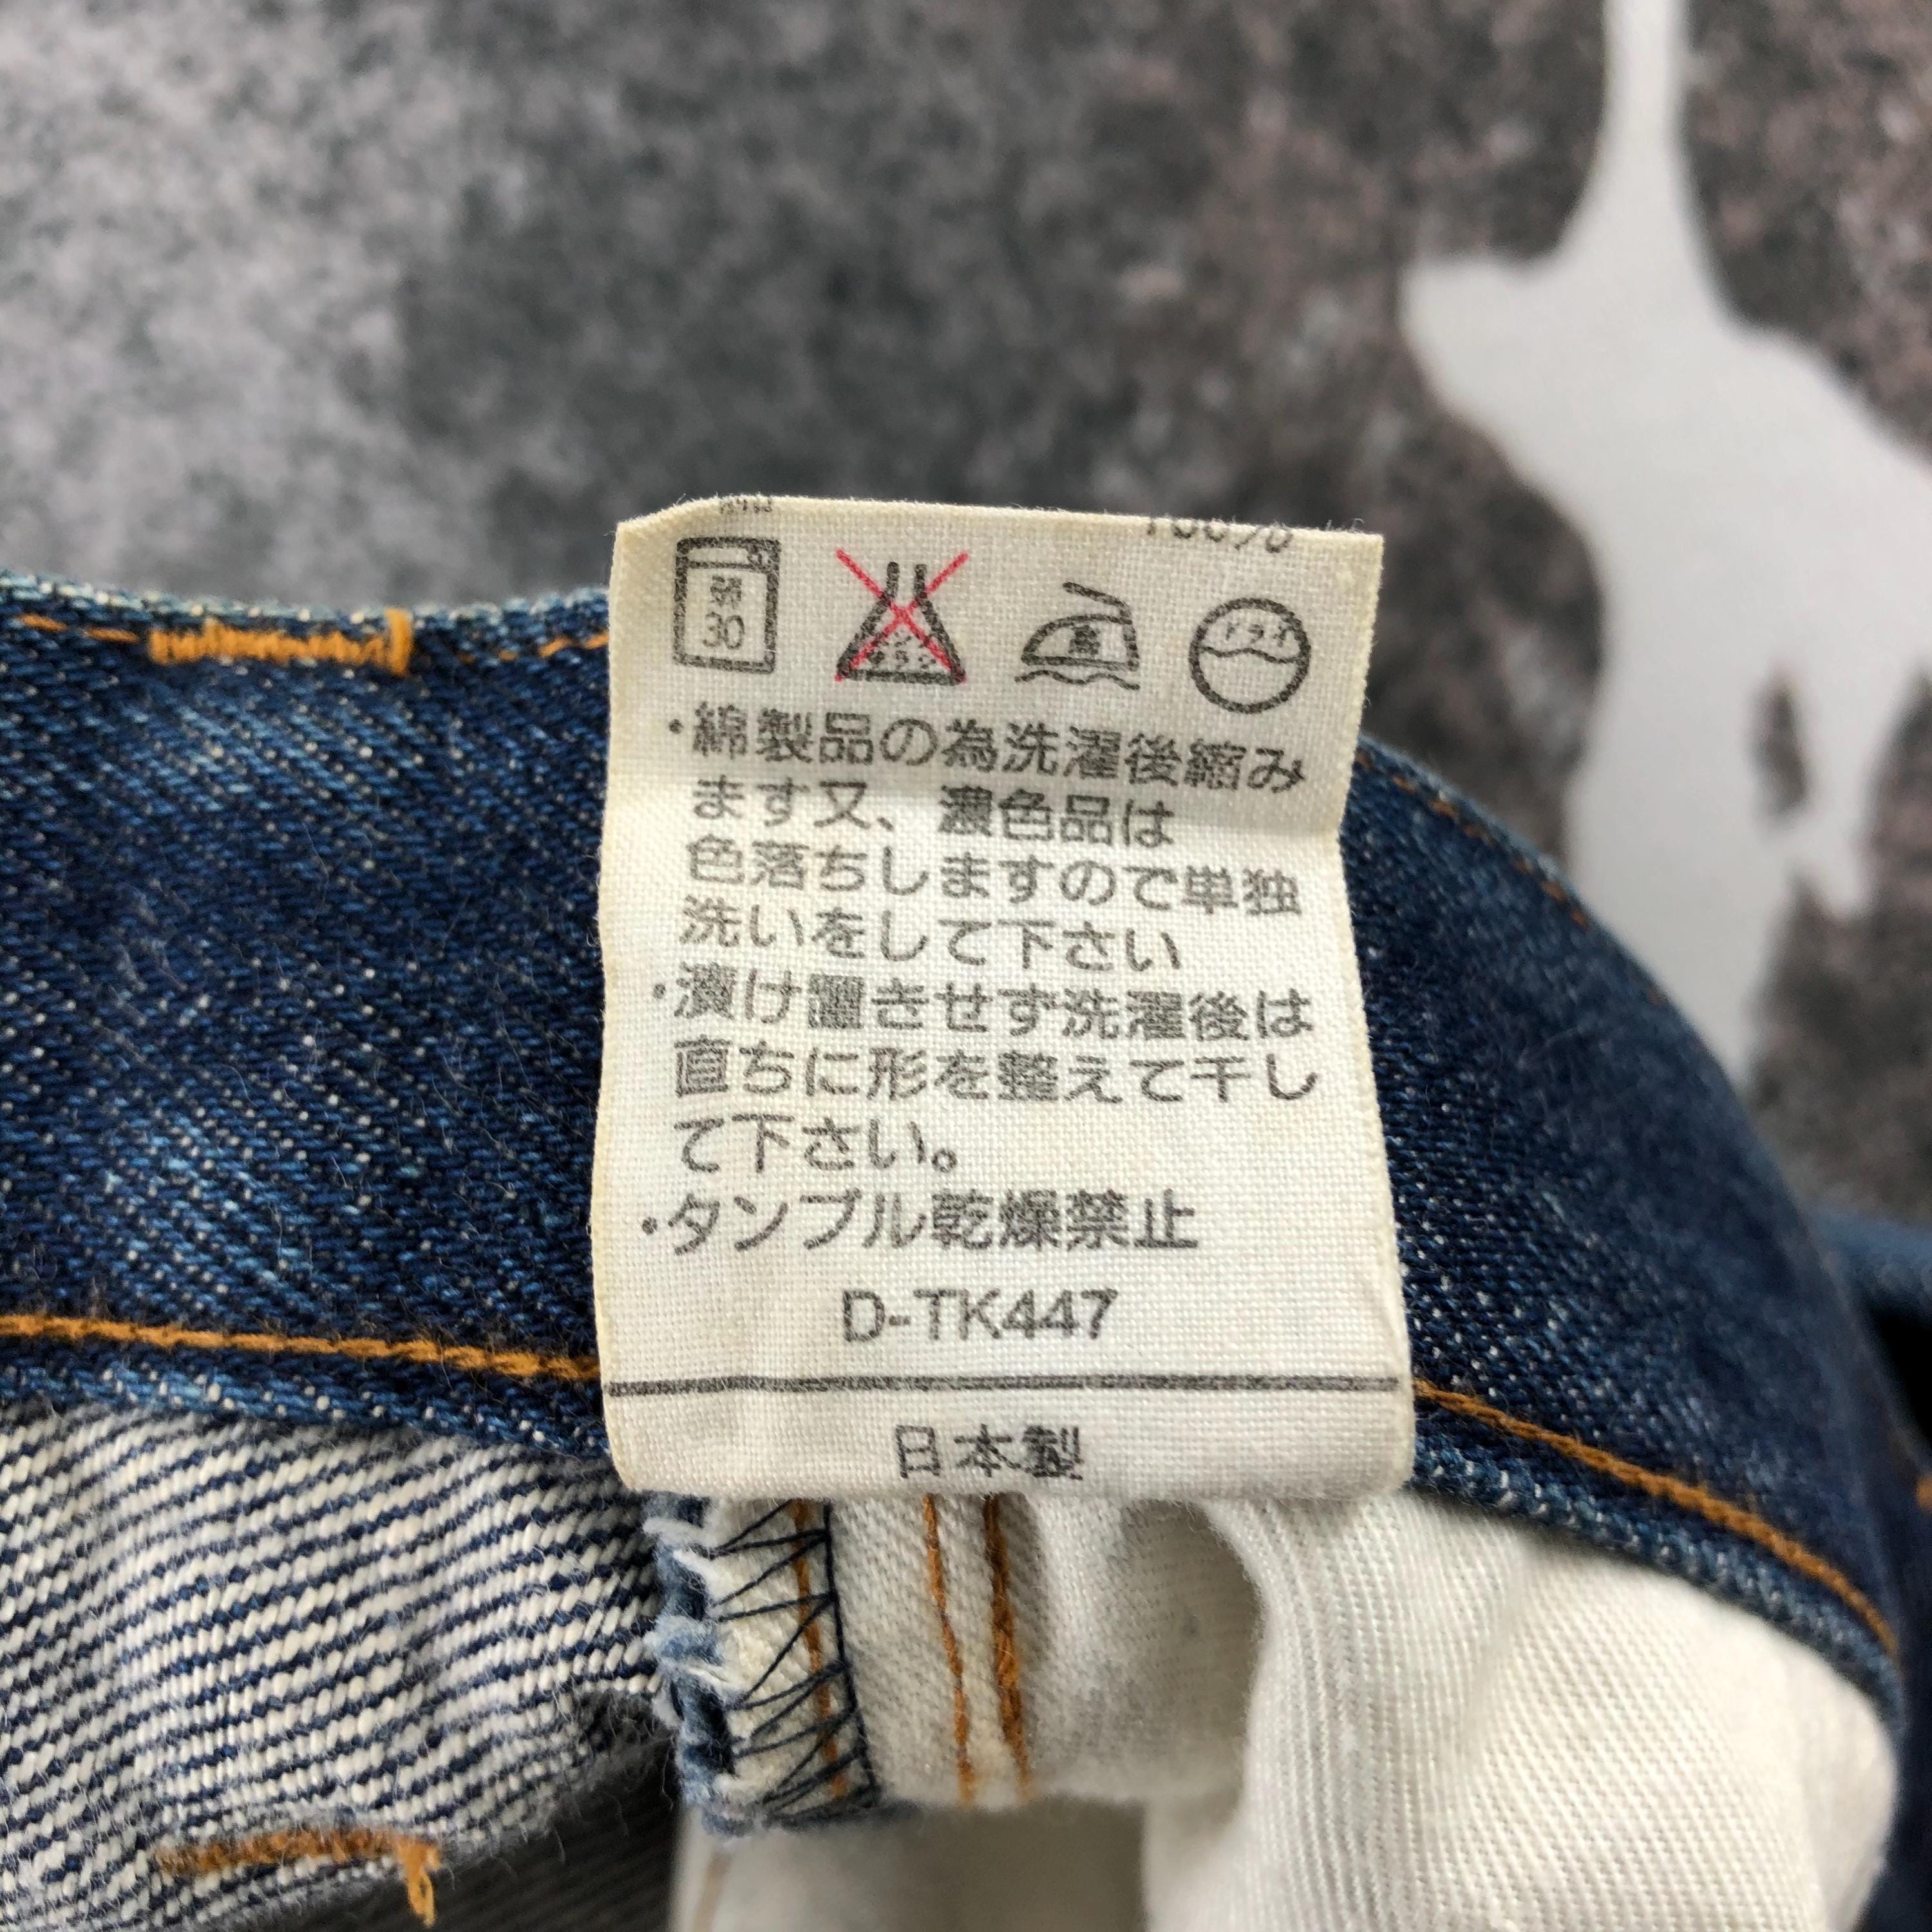 弱
30
ドライ
・綿製品の為洗濯後縮み
ます又、濃色品は
色落ちしますので単独
洗いをして下さい
・漬け置きせず洗濯後は
直ちに形を整えて干し
て下さい。
・タンブル乾燥禁止
D-TK447
日本製